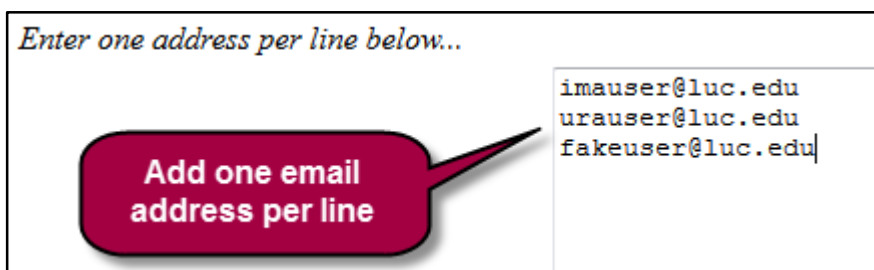 Enter one address per line below...
imauser@luc.edu
urauser@luc.edu
fakeuser@luc.edu
Add one email
address per line